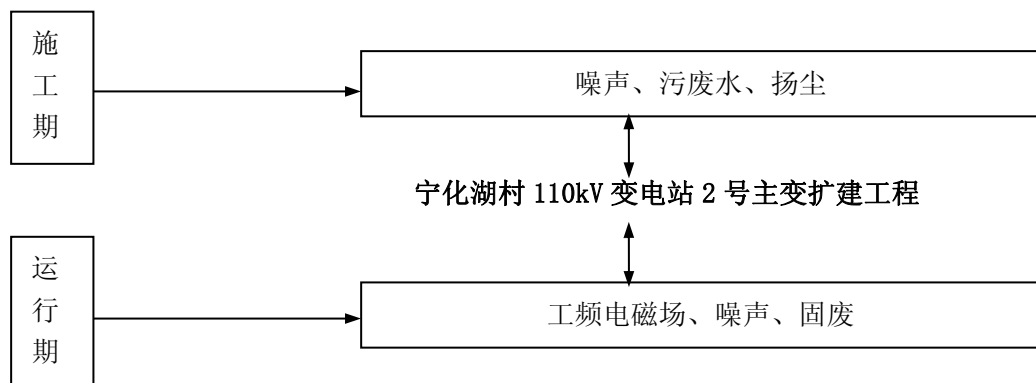 施
工
期
噪声、污废水、扬尘
宁化湖村 110kV 变电站 2 号主变扩建工程
运
行
期
工频电磁场、噪声、固废